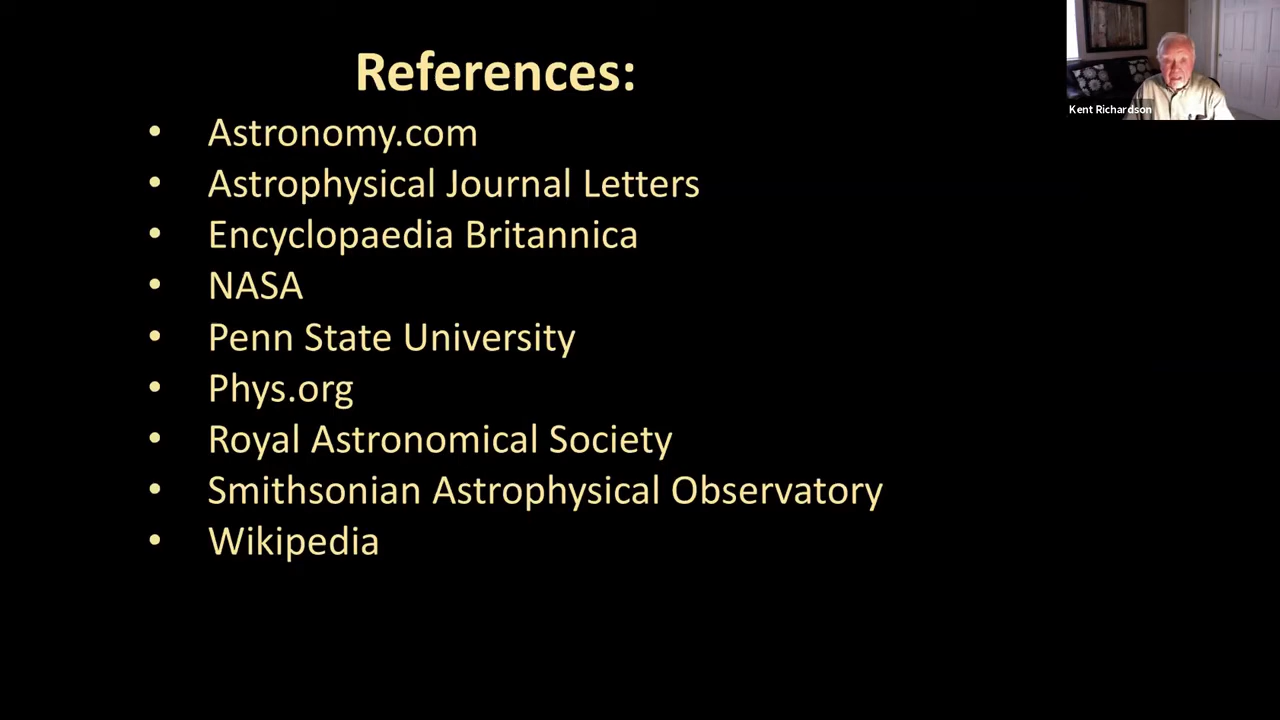 References:
• Astronomy.com
• Astrophysical Journal Letters
• Encyclopaedia Britannica
• NASA
• Penn State University
• Phys.org
• Royal Astronomical Society
• Smithsonian Astrophysical Observatory
• Wikipedia
Kent Richardson